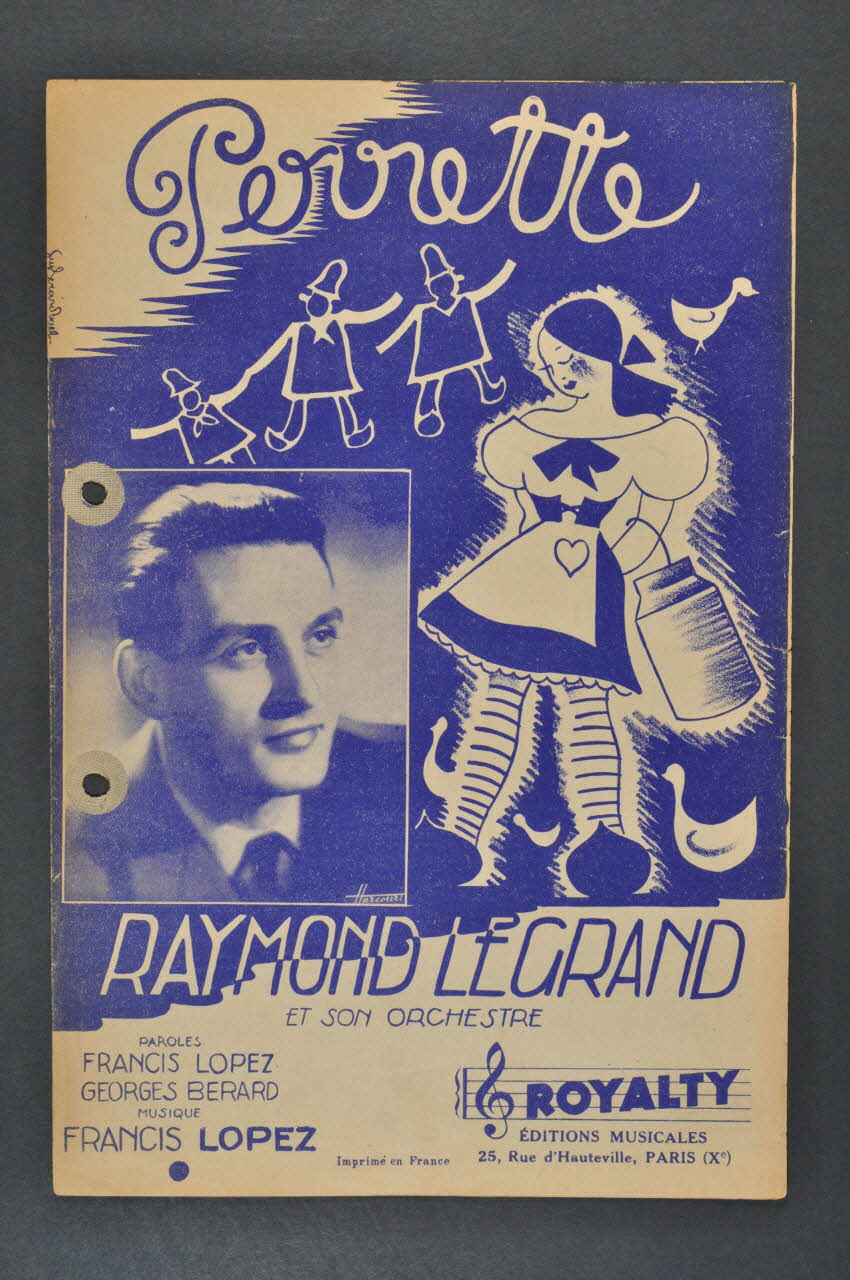 Perrette
Harcourt
RAYMOND LEGRAND
ET SON ORCHESTRE
PAROLES
FRANCIS LOPEZ
GEORGES BERARD
MUSIQUE
FRANCIS LOPEZ
ROYALTY
ÉDITIONS MUSICALES
25, Rue d'Hauteville, PARIS (Xe)
Imprimé en France